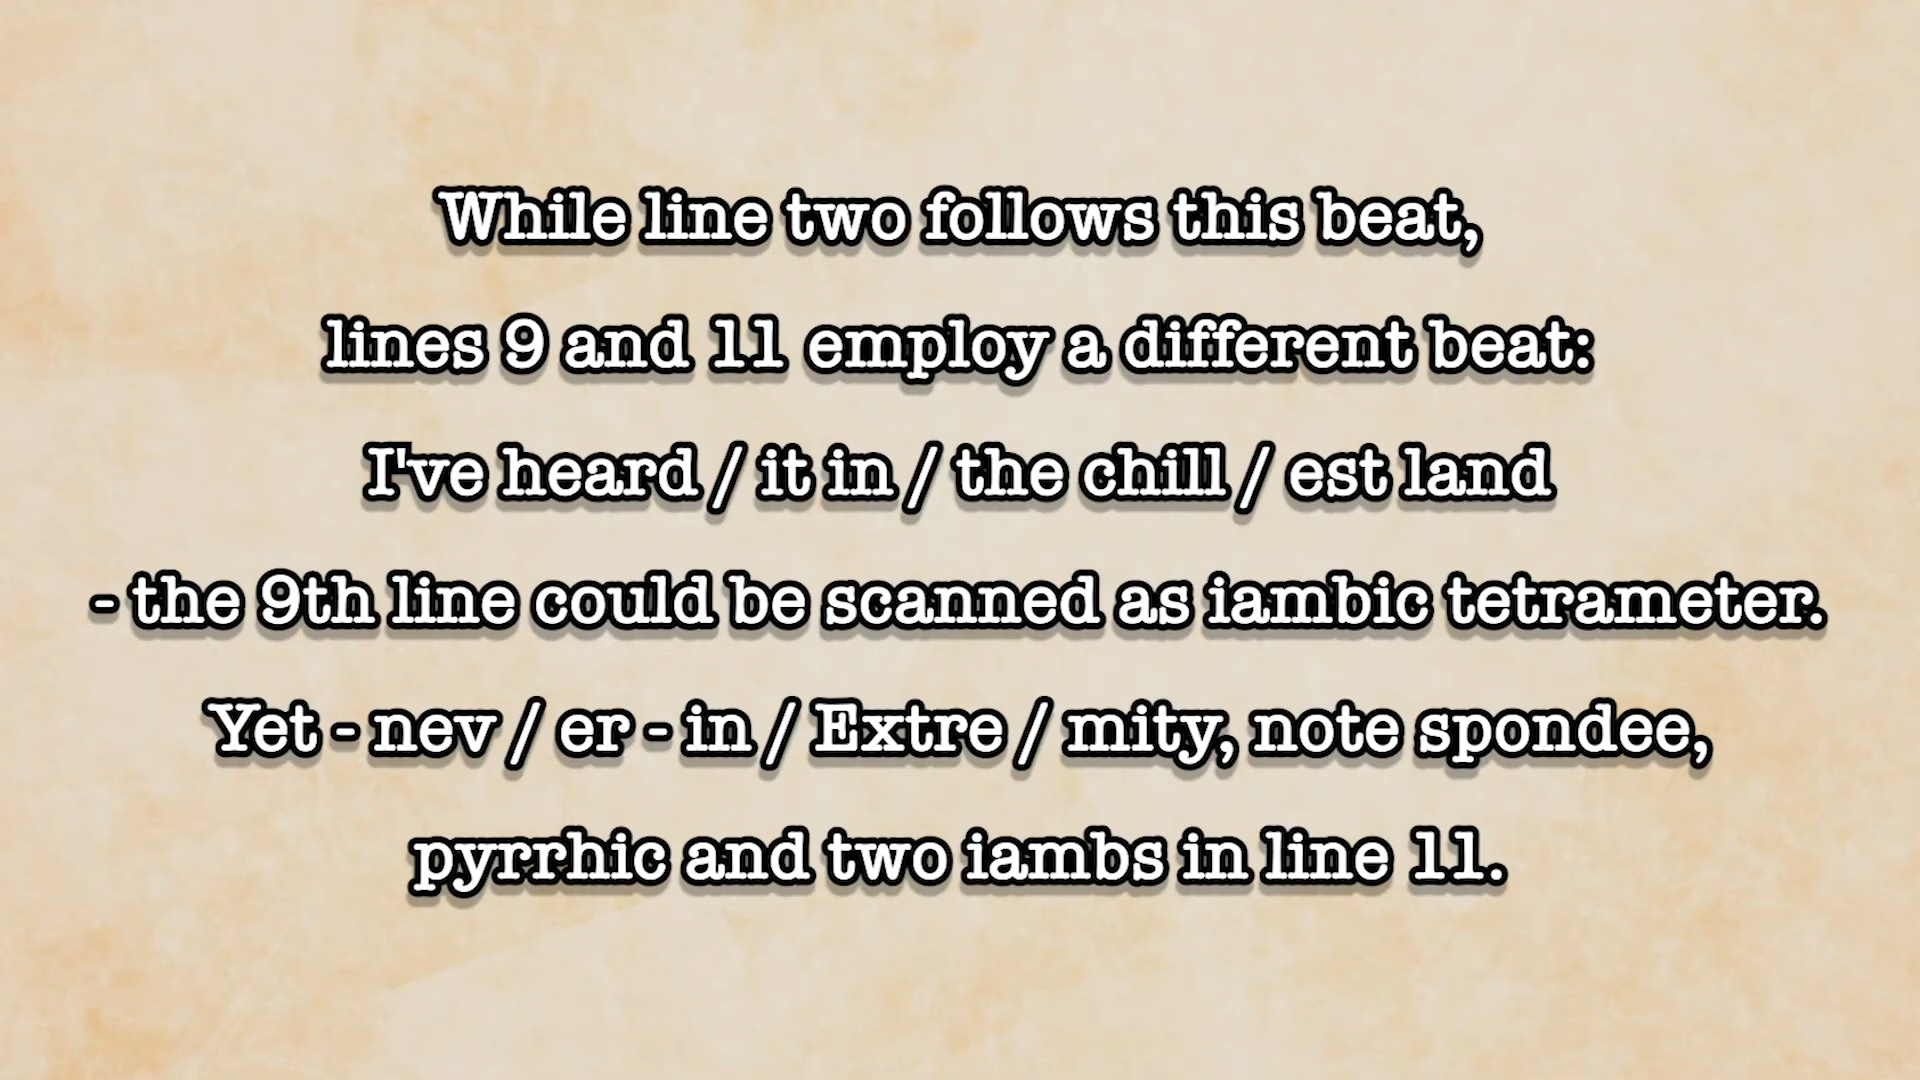 While line two follows this beat,
lines 9 and 11 employ a different beat:
I've heard / it in / the chill / est land
- the 9th line could be scanned as iambic tetrameter.
Yet - nev / er - in / Extre / mity, note spondee,
pyrrhic and two iambs in line 11.